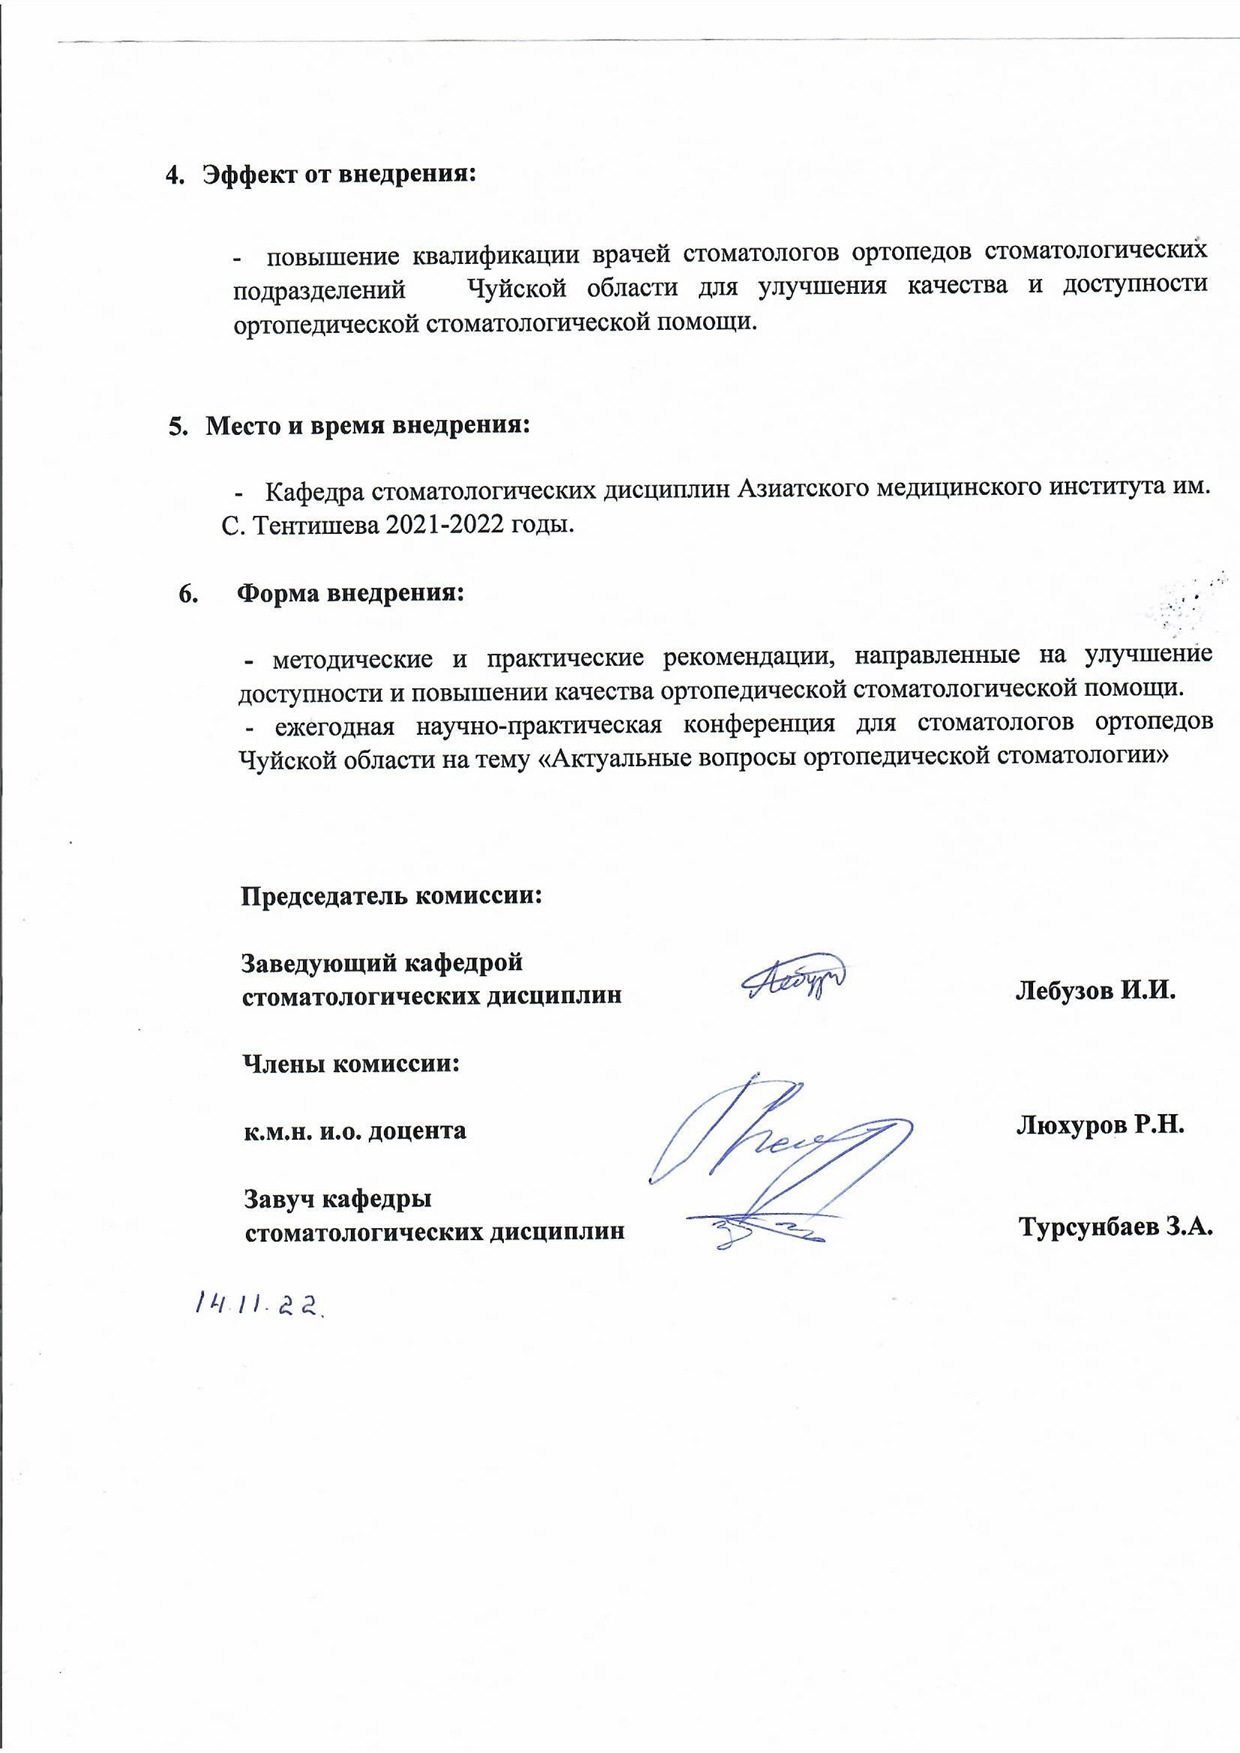 4. Эффект от внедрения:
- повышение квалификации врачей стоматологов ортопедов стоматологических
подразделений Чуйской области для улучшения качества и доступности
ортопедической стоматологической помощи.
5. Место и время внедрения:
- Кафедра стоматологических дисциплин Азиатского медицинского института им.
С. Тентишева 2021-2022 годы.
6. Форма внедрения:
- методические и практические рекомендации, направленные на улучшение
доступности и повышении качества ортопедической стоматологической помощи.
- ежегодная научно-практическая конференция для стоматологов ортопедов
Чуйской области на тему «Актуальные вопросы ортопедической стоматологии»
Председатель комиссии:
Заведующий кафедрой
стоматологических дисциплин Лебузов И.И.
Члены комиссии:
к.м.н. и.о. доцента Люхуров Р.Н.
Завуч кафедры
стоматологических дисциплин Турсунбаев З.А.
14.11.22.